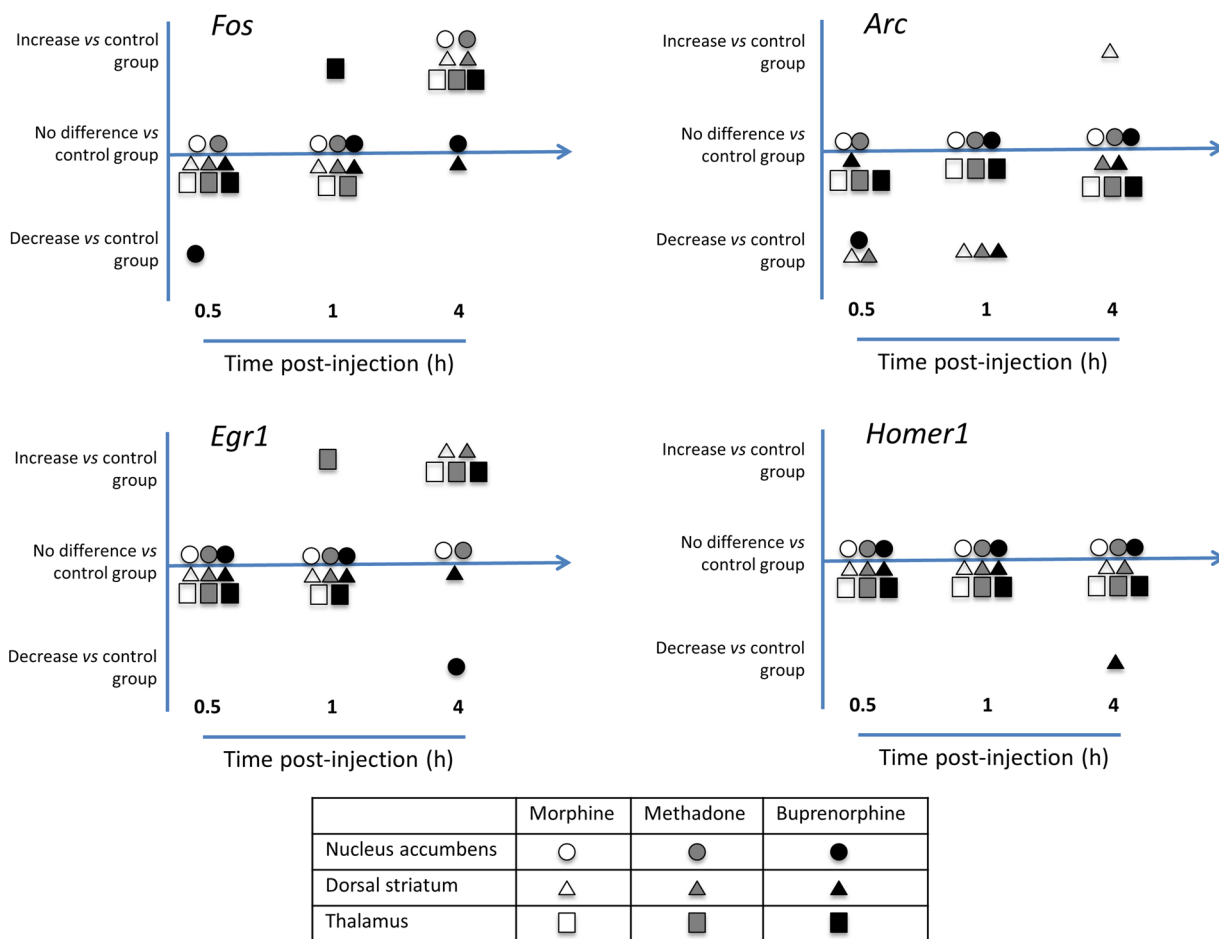 Fos
Increase vs control
group
No difference vs
control group
Decrease vs control
group
0.5 1 4
Time post-injection (h)
Arc
Increase vs control
group
No difference vs
control group
Decrease vs control
group
0.5 1 4
Time post-injection (h)
Egr1
Increase vs control
group
No difference vs
control group
Decrease vs control
group
0.5 1 4
Time post-injection (h)
Homer1
Increase vs control
group
No difference vs
control group
Decrease vs control
group
0.5 1 4
Time post-injection (h)
Morphine Methadone Buprenorphine
Nucleus accumbens
Dorsal striatum
Thalamus